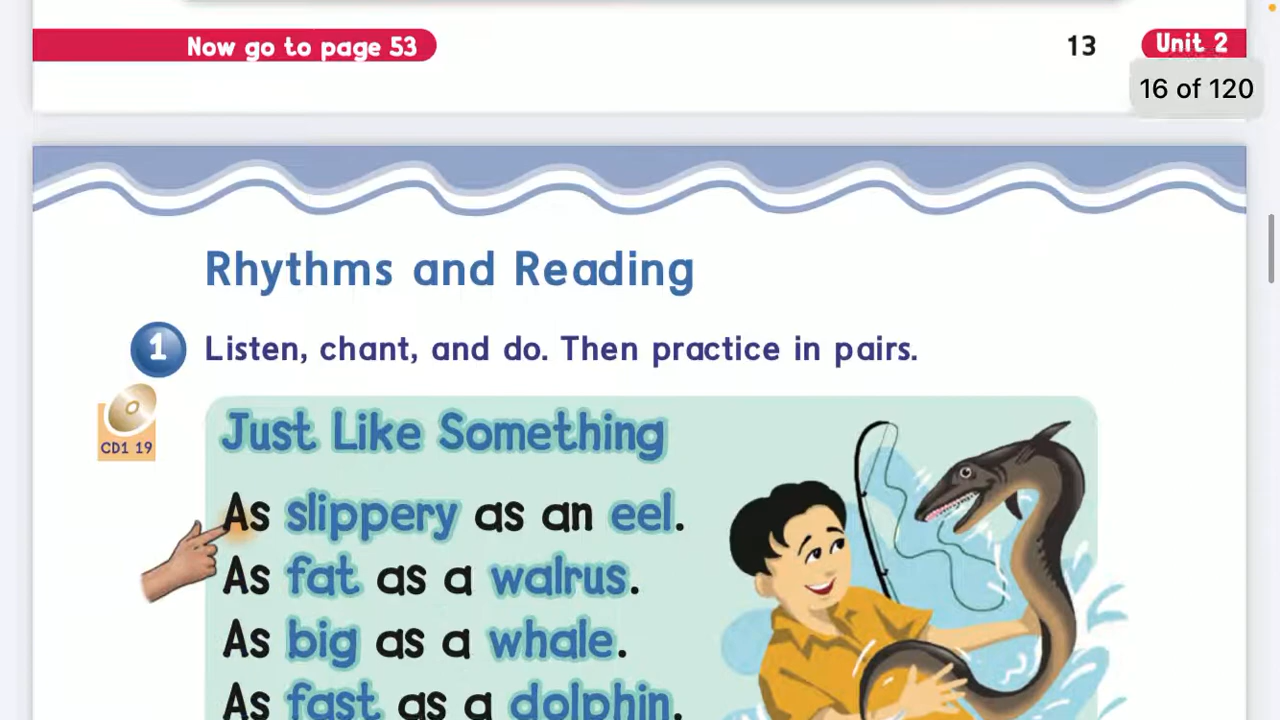 Now go to page 53
13
Unit 2
16 of 120
Rhythms and Reading
1
Listen, chant, and do. Then practice in pairs.
CD1 19
Just Like Something
As slippery as an eel.
As fat as a walrus.
As big as a whale.
As fast as a dolphin.